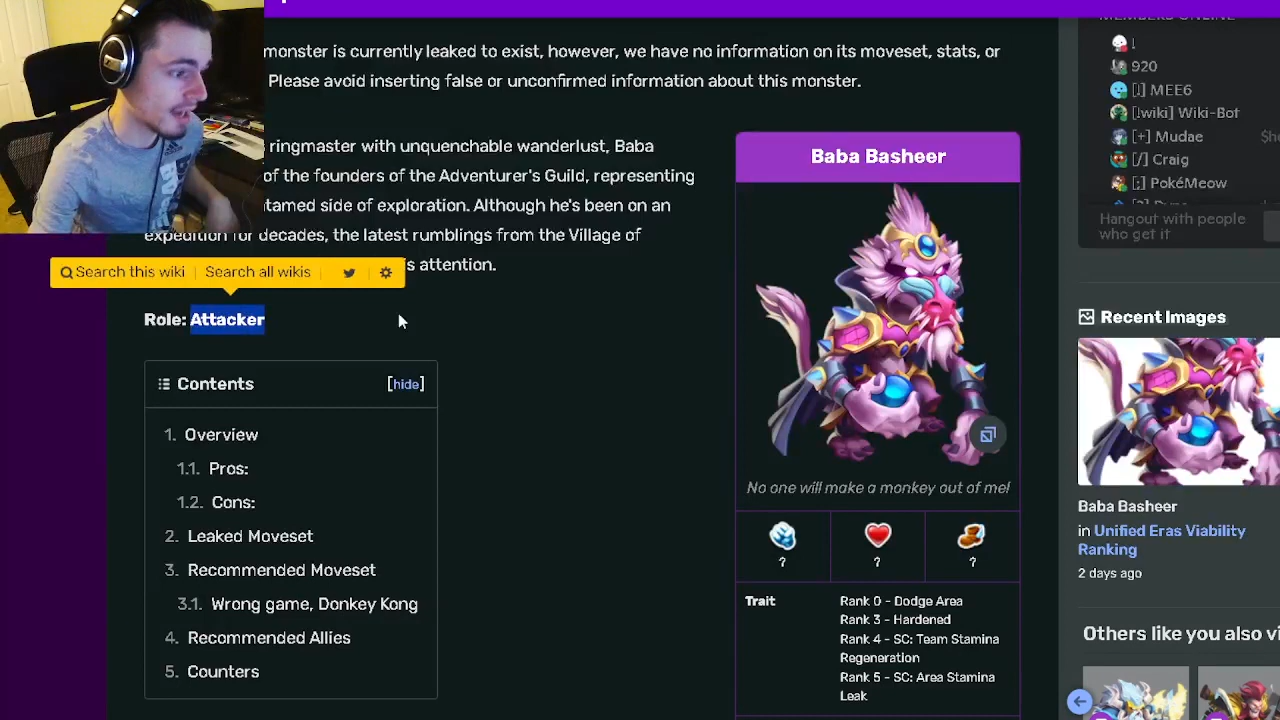 monster is currently leaked to exist, however, we have no information on its moveset, stats, or
Please avoid inserting false or unconfirmed information about this monster.
ringmaster with unquenchable wanderlust, Baba
of the founders of the Adventurer's Guild, representing
tamed side of exploration. Although he's been on an
expedition for decades, the latest rumblings from the Village of
s attention.
Search this wiki
Search all wikis
Role: Attacker
Contents [hide]
1. Overview
1.1. Pros:
1.2. Cons:
2. Leaked Moveset
3. Recommended Moveset
3.1. Wrong game, Donkey Kong
4. Recommended Allies
5. Counters
Baba Basheer
No one will make a monkey out of me!
? ? ?
Trait
Rank 0 - Dodge Area
Rank 3 - Hardened
Rank 4 - SC: Team Stamina
Regeneration
Rank 5 - SC: Area Stamina
Leak
MEMBERS ONLINE
!
920
[!] MEE6
[!wiki] Wiki-Bot
[+] Mudae $h
[/] Craig
[;] PokéMeow
Hangout with people
who get it
Recent Images
Baba Basheer
in Unified Eras Viability
Ranking
2 days ago
Others like you also vi